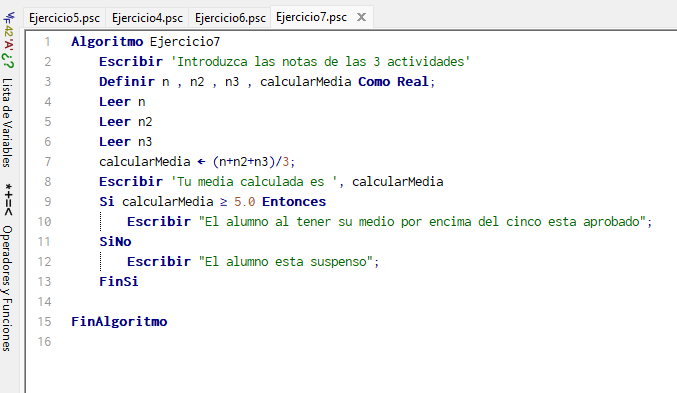 Ejercicio5.psc Ejercicio4.psc Ejercicio6.psc Ejercicio7.psc ✕
1 Algoritmo Ejercicio7
2 Escribir 'Introduzca las notas de las 3 actividades'
3 Definir n , n2 , n3 , calcularMedia Como Real;
4 Leer n
5 Leer n2
6 Leer n3
7 calcularMedia ← (n+n2+n3)/3;
8 Escribir 'Tu media calculada es ', calcularMedia
9 Si calcularMedia ≥ 5.0 Entonces
10 Escribir "El alumno al tener su medio por encima del cinco esta aprobado";
11 SiNo
12 Escribir "El alumno esta suspenso";
13 FinSi
14
15 FinAlgoritmo
16
VF42'A'¿? Lista de Variables
*+=< Operadores y Funciones